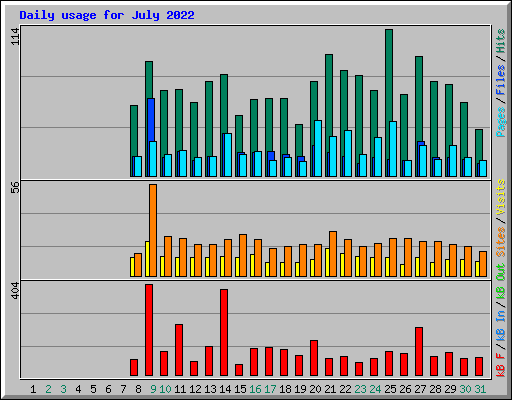 Daily usage for July 2022
114
56
404
Pages / Files / Hits
Sites / Visits
kB F / kB In / kB Out
1 2 3 4 5 6 7 8 9 10 11 12 13 14 15 16 17 18 19 20 21 22 23 24 25 26 27 28 29 30 31